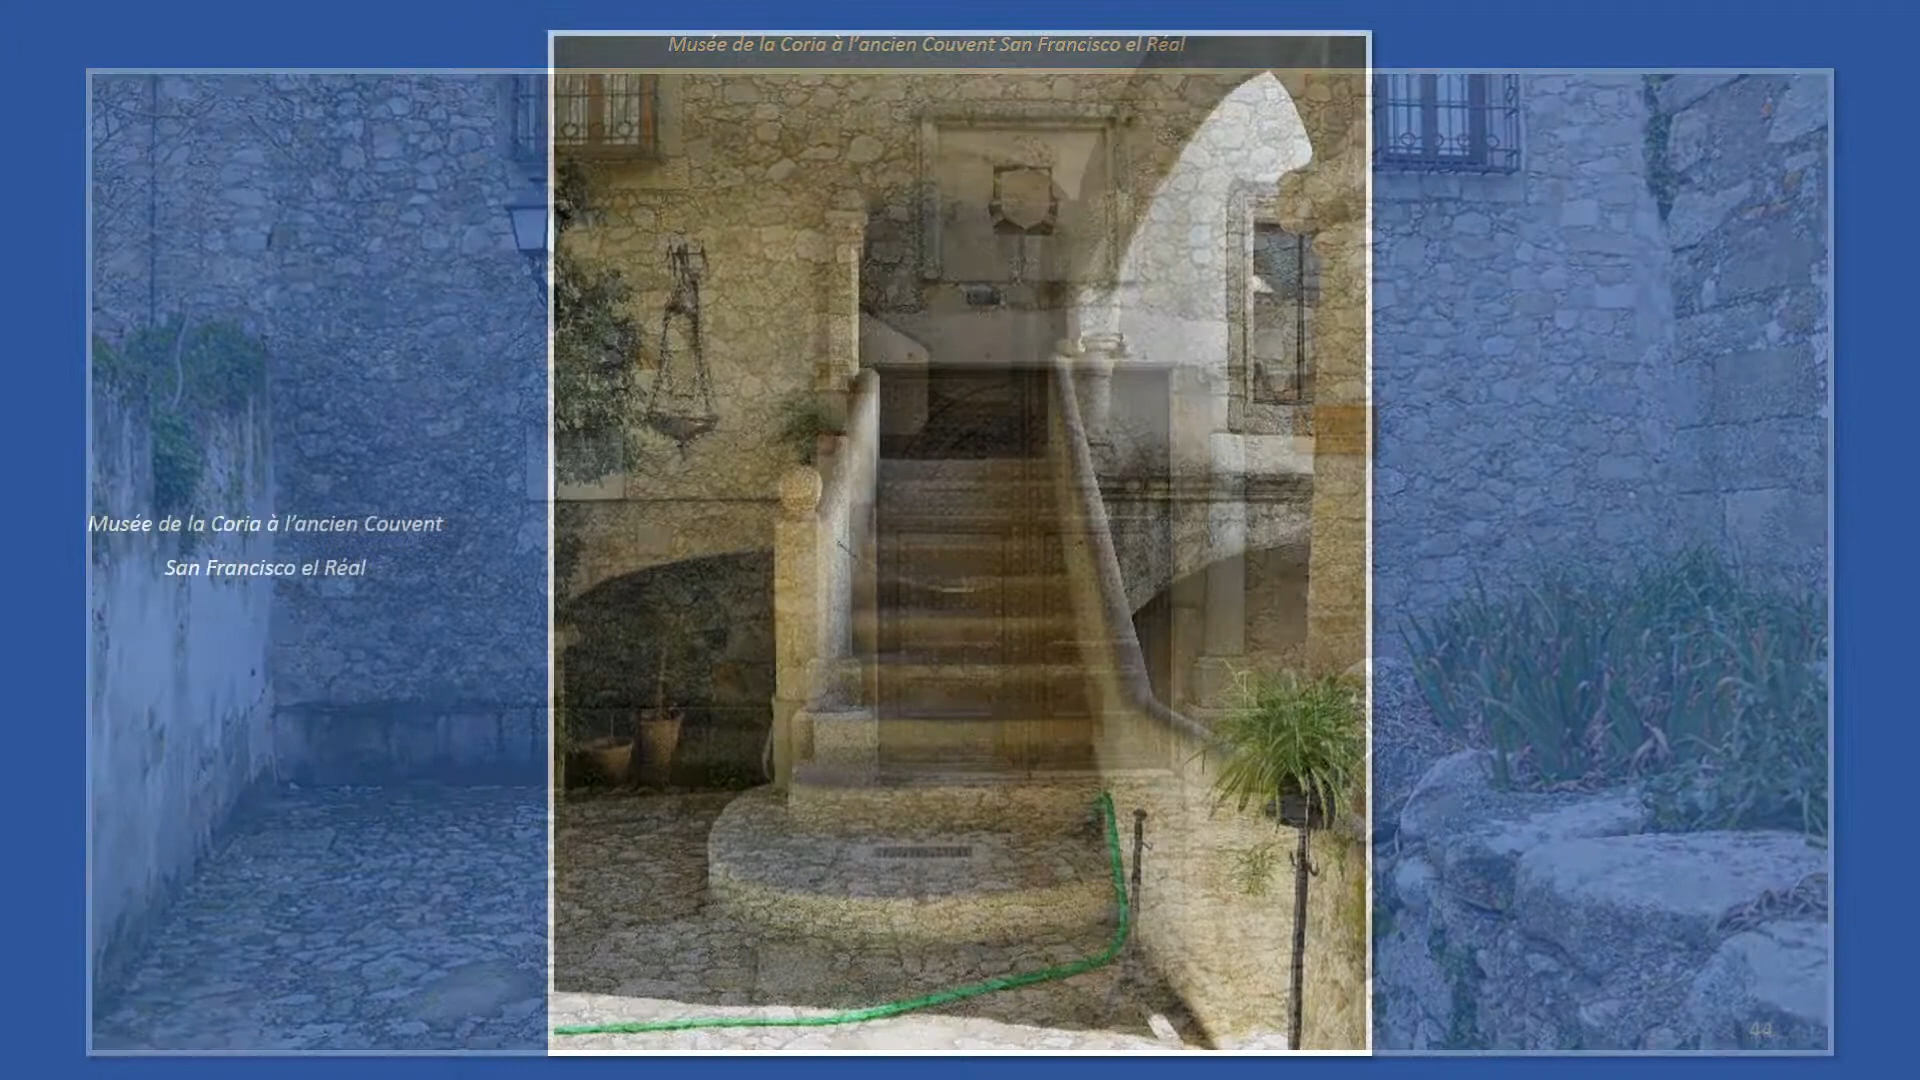 Musée de la Coria à l'ancien Couvent San Francisco el Réal
Musée de la Coria à l'ancien Couvent
San Francisco el Réal
44